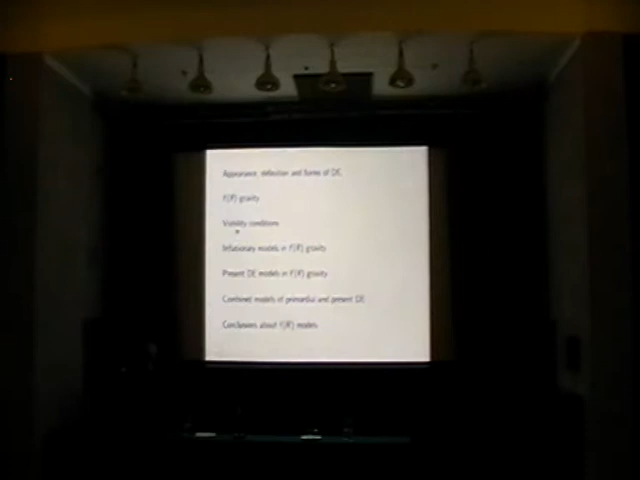 Appearance, definition and forms of DE
f(R) gravity
Viability conditions
Inflationary models in f(R) gravity
Present DE models in f(R) gravity
Combined models of primordial and present DE
Conclusions about f(R) models